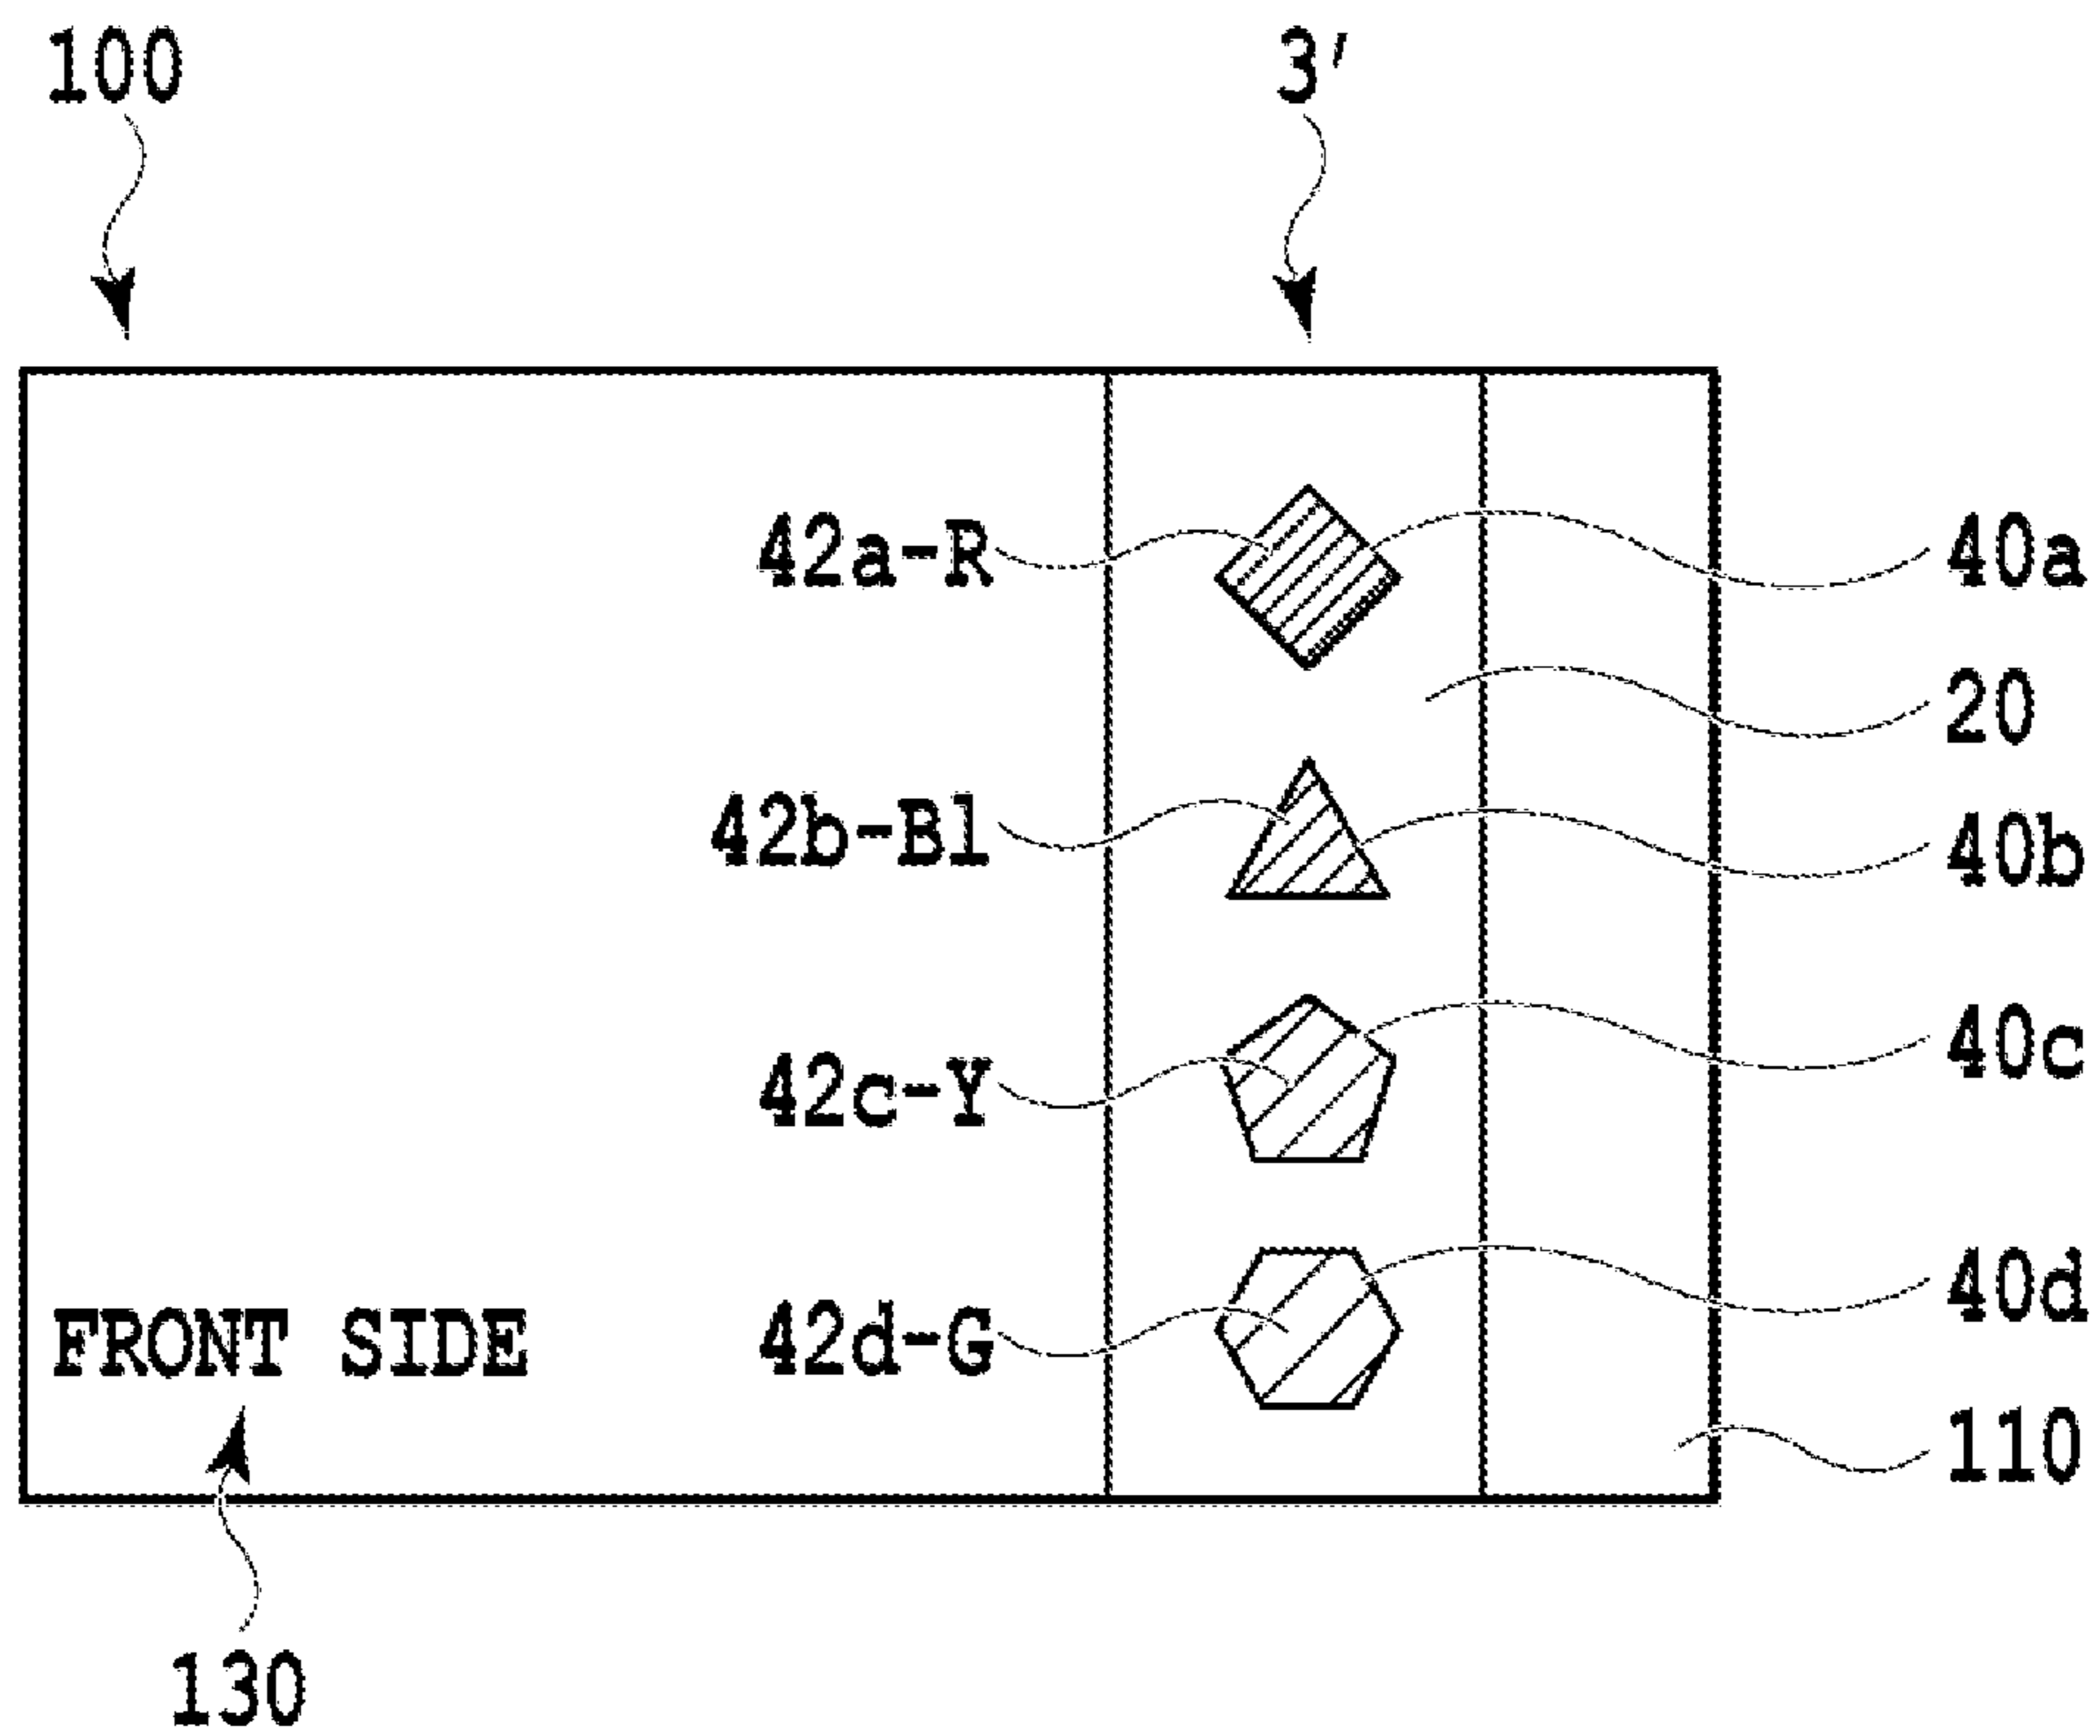 100 3′
42a-R 40a
20
42b-Bl 40b
42c-Y 40c
42d-G 40d
FRONT SIDE
110
130